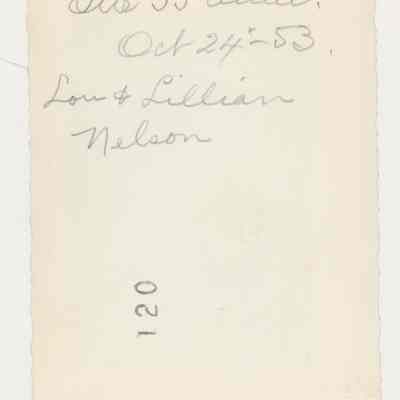 Oct 24 - 53.
Lou & Lillian
Nelson
120